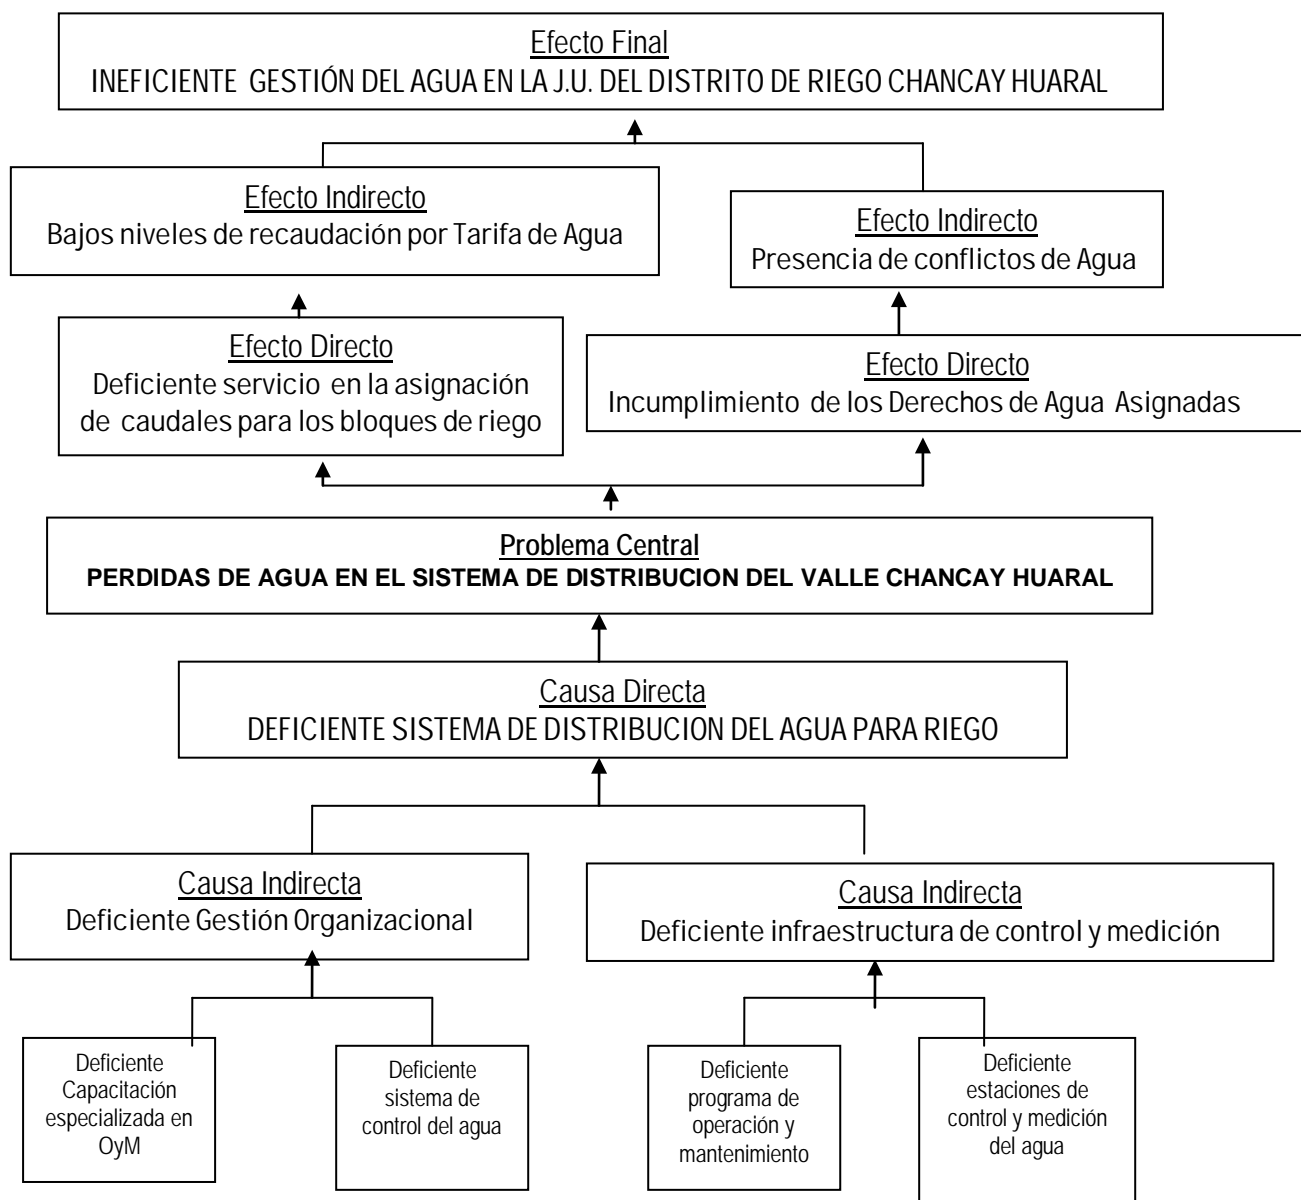 Efecto Final
INEFICIENTE GESTIÓN DEL AGUA EN LA J.U. DEL DISTRITO DE RIEGO CHANCAY HUARAL
Efecto Indirecto
Bajos niveles de recaudación por Tarifa de Agua
Efecto Indirecto
Presencia de conflictos de Agua
Efecto Directo
Deficiente servicio en la asignación
de caudales para los bloques de riego
Efecto Directo
Incumplimiento de los Derechos de Agua Asignadas
Problema Central
PERDIDAS DE AGUA EN EL SISTEMA DE DISTRIBUCION DEL VALLE CHANCAY HUARAL
Causa Directa
DEFICIENTE SISTEMA DE DISTRIBUCION DEL AGUA PARA RIEGO
Causa Indirecta
Deficiente Gestión Organizacional
Causa Indirecta
Deficiente infraestructura de control y medición
Deficiente
Capacitación
especializada en
OyM
Deficiente
sistema de
control del agua
Deficiente
programa de
operación y
mantenimiento
Deficiente
estaciones de
control y medición
del agua